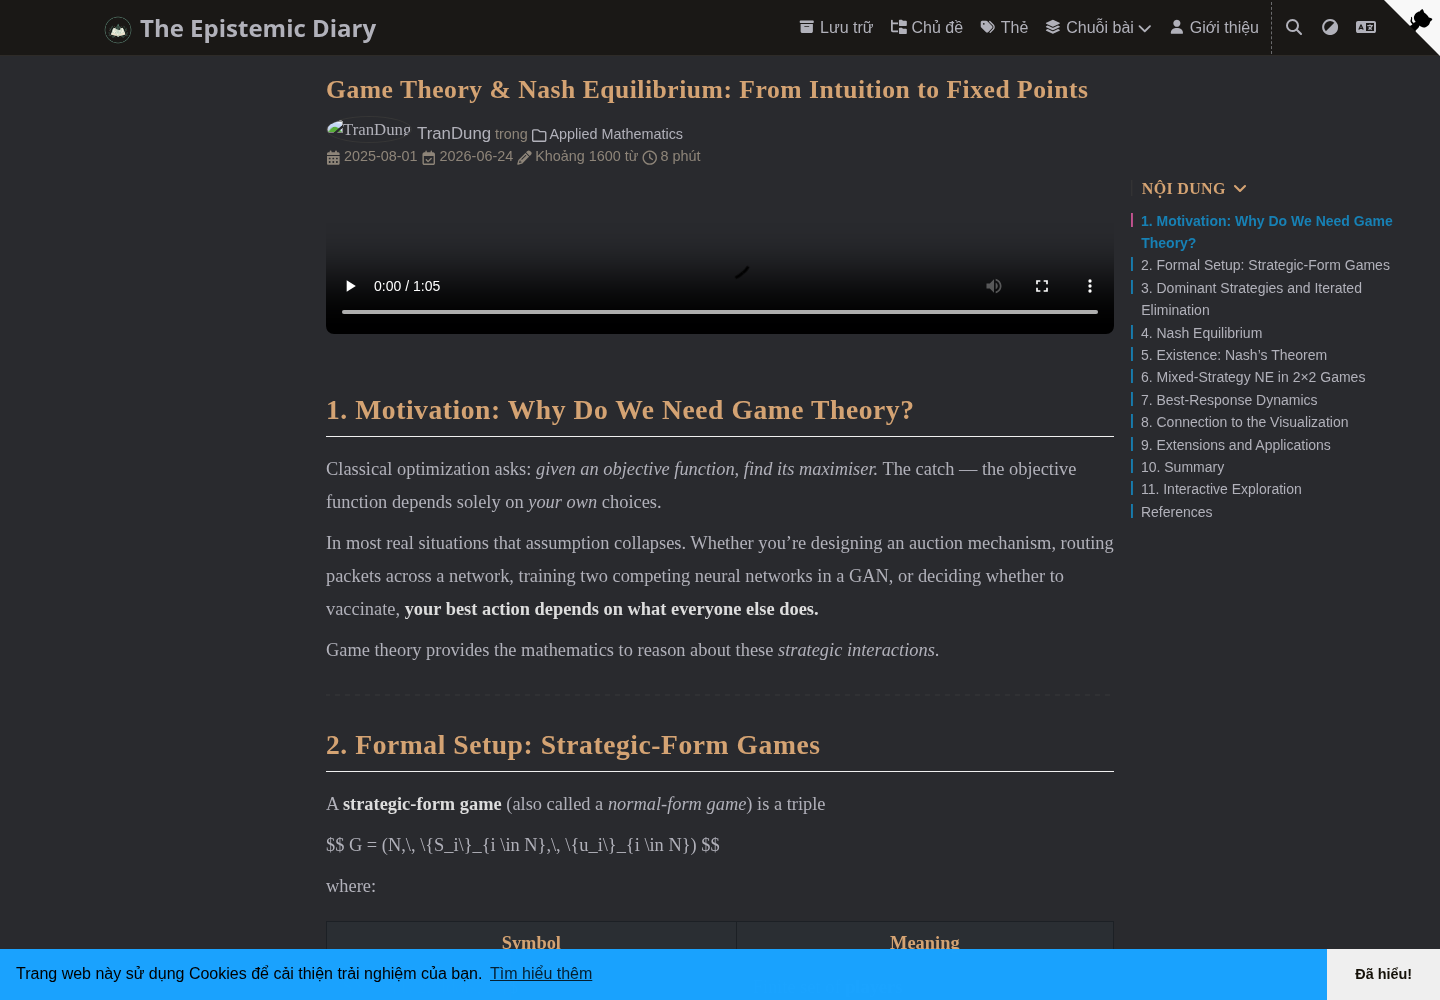 The Epistemic Diary
Lưu trữ
Chủ đề
Thẻ
Chuỗi bài
Giới thiệu
Game Theory & Nash Equilibrium: From Intuition to Fixed Points
TranDung TranDung trong Applied Mathematics
2025-08-01 2026-06-24 Khoảng 1600 từ 8 phút
0:00 / 1:05
NỘI DUNG
1. Motivation: Why Do We Need Game
Theory?
2. Formal Setup: Strategic-Form Games
3. Dominant Strategies and Iterated
Elimination
4. Nash Equilibrium
5. Existence: Nash’s Theorem
6. Mixed-Strategy NE in 2×2 Games
7. Best-Response Dynamics
8. Connection to the Visualization
9. Extensions and Applications
10. Summary
11. Interactive Exploration
References
1. Motivation: Why Do We Need Game Theory?
Classical optimization asks: given an objective function, find its maximiser. The catch — the objective
function depends solely on your own choices.
In most real situations that assumption collapses. Whether you’re designing an auction mechanism, routing
packets across a network, training two competing neural networks in a GAN, or deciding whether to
vaccinate, your best action depends on what everyone else does.
Game theory provides the mathematics to reason about these strategic interactions.
2. Formal Setup: Strategic-Form Games
A strategic-form game (also called a normal-form game) is a triple
$$ G = (N,\, \{S_i\}_{i \in N},\, \{u_i\}_{i \in N}) $$
where:
Symbol Meaning
Trang web này sử dụng Cookies để cải thiện trải nghiệm của bạn. Tìm hiểu thêm
Đã hiểu!